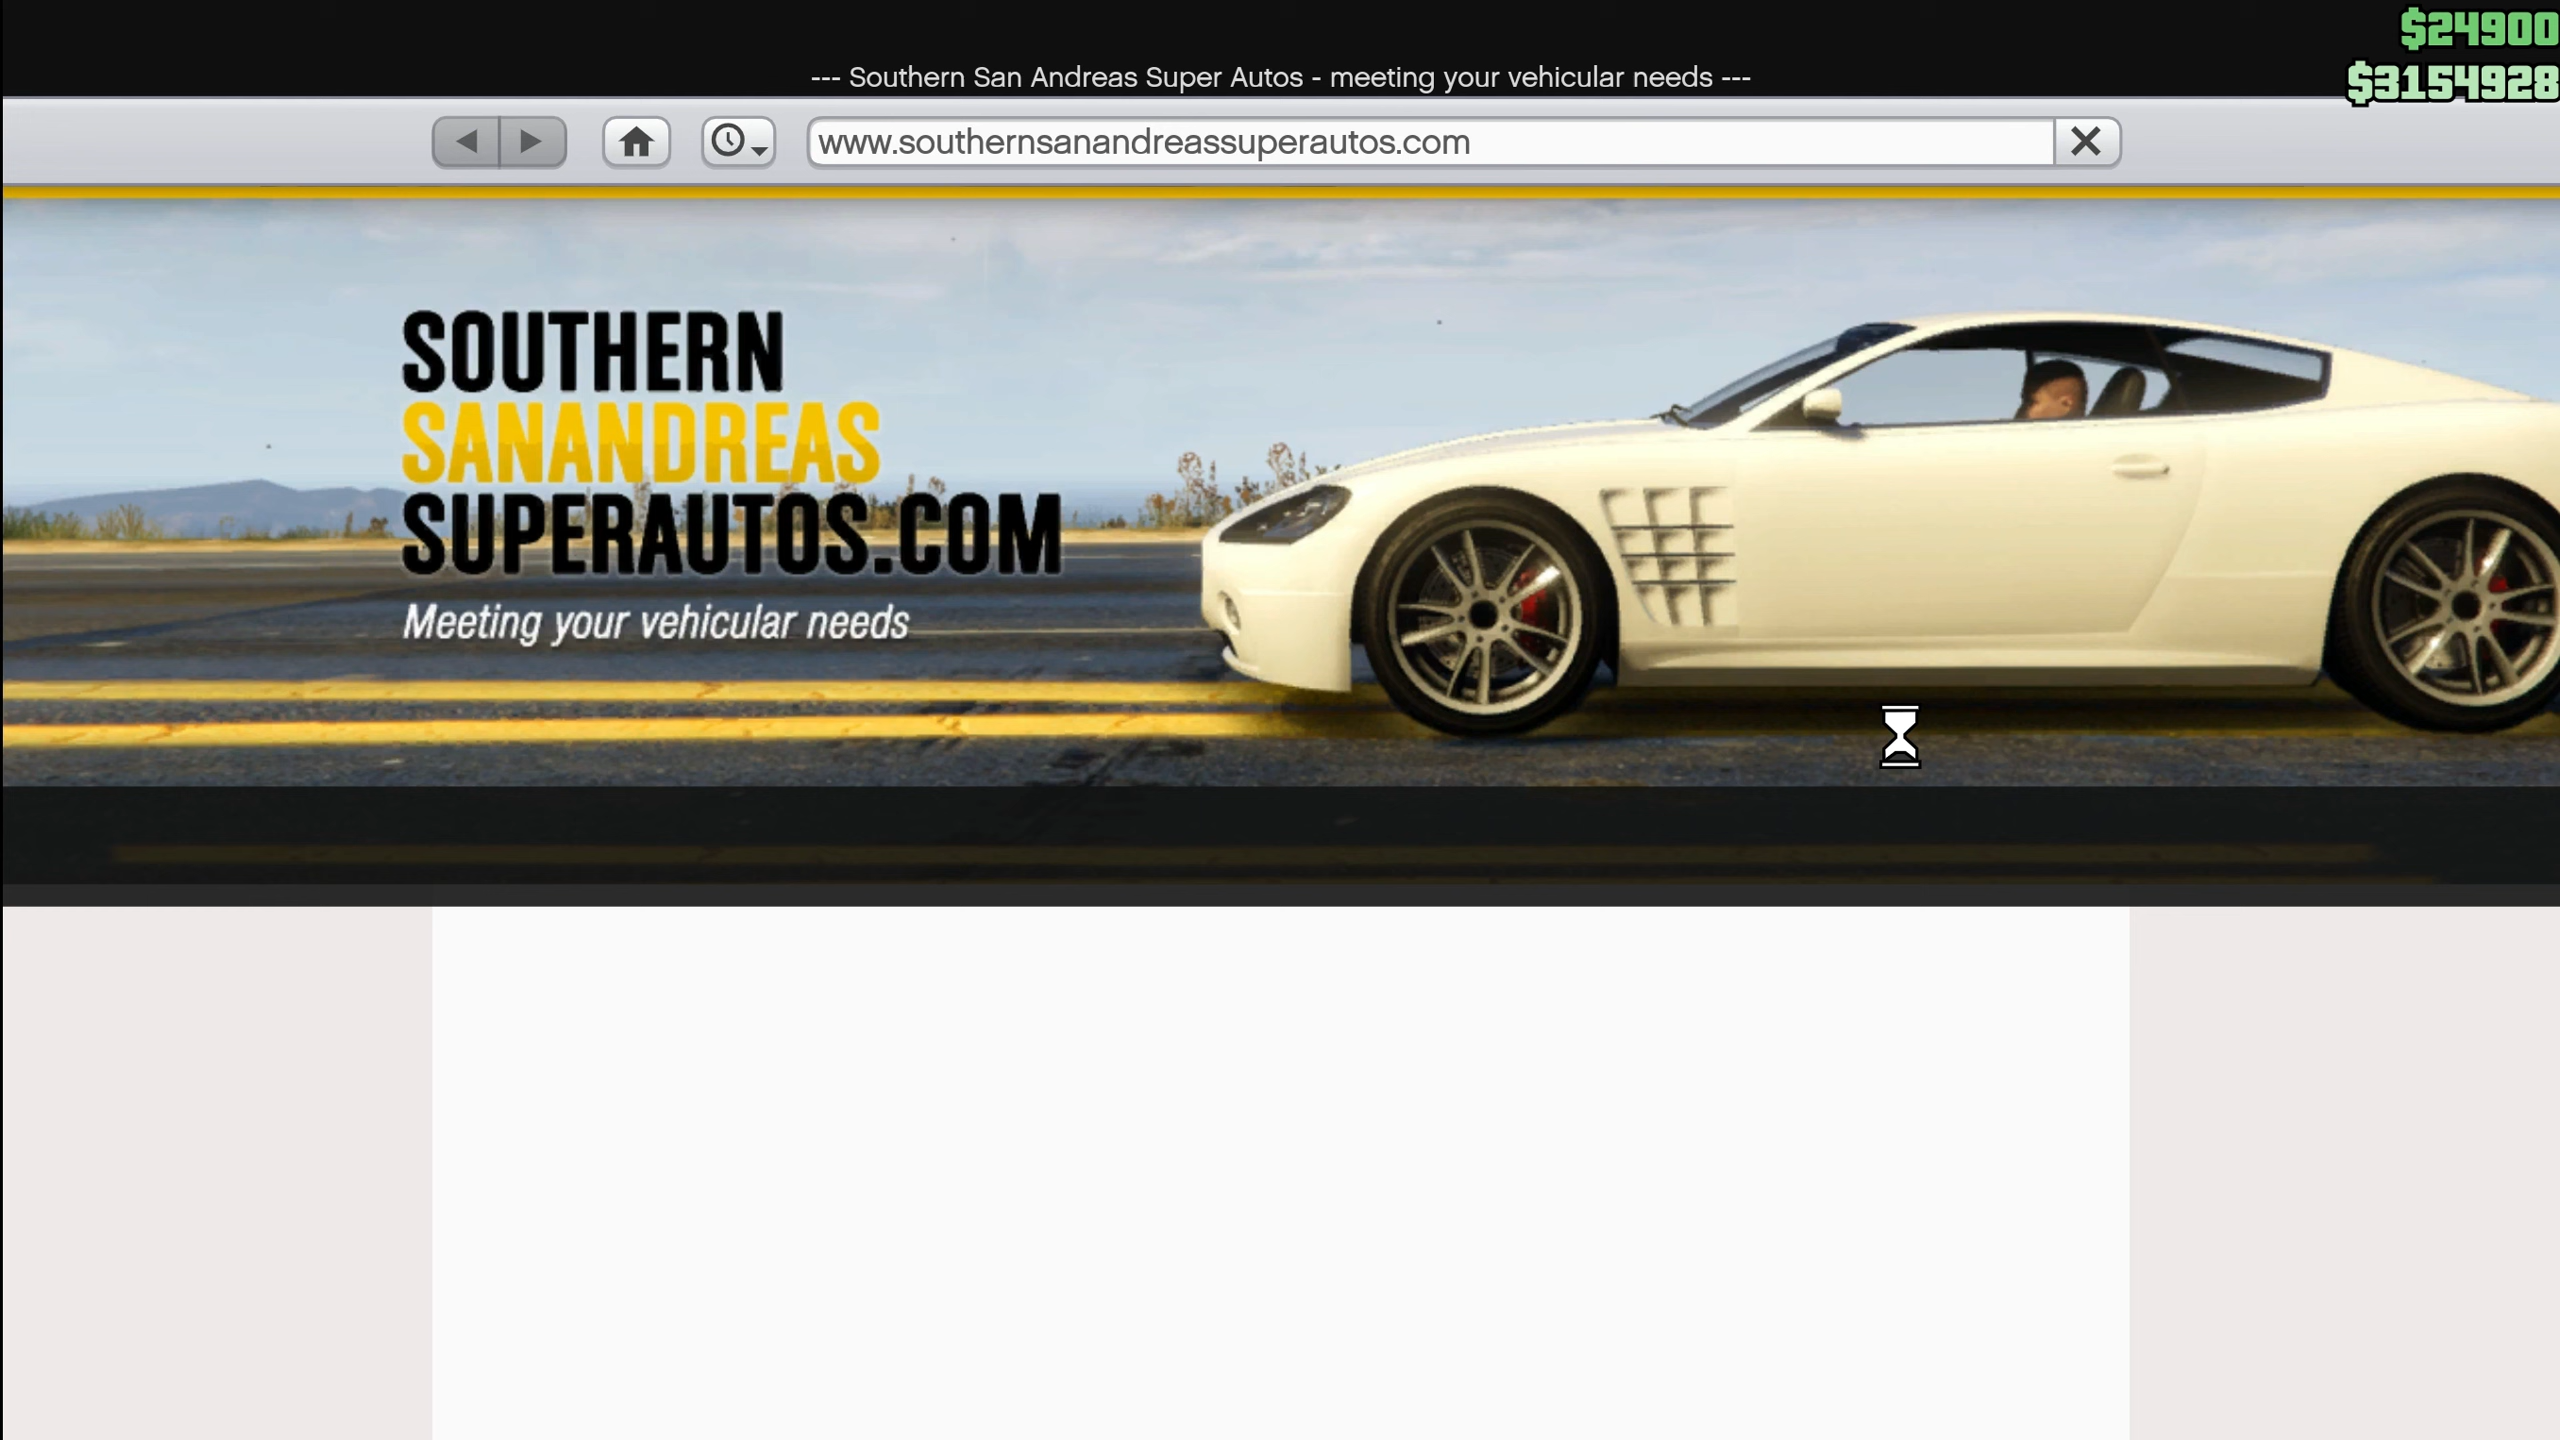 $24900
--- Southern San Andreas Super Autos - meeting your vehicular needs ---
$3154928
www.southernsanandreassuperautos.com
SOUTHERN
SANANDREAS
SUPERAUTOS.COM
Meeting your vehicular needs